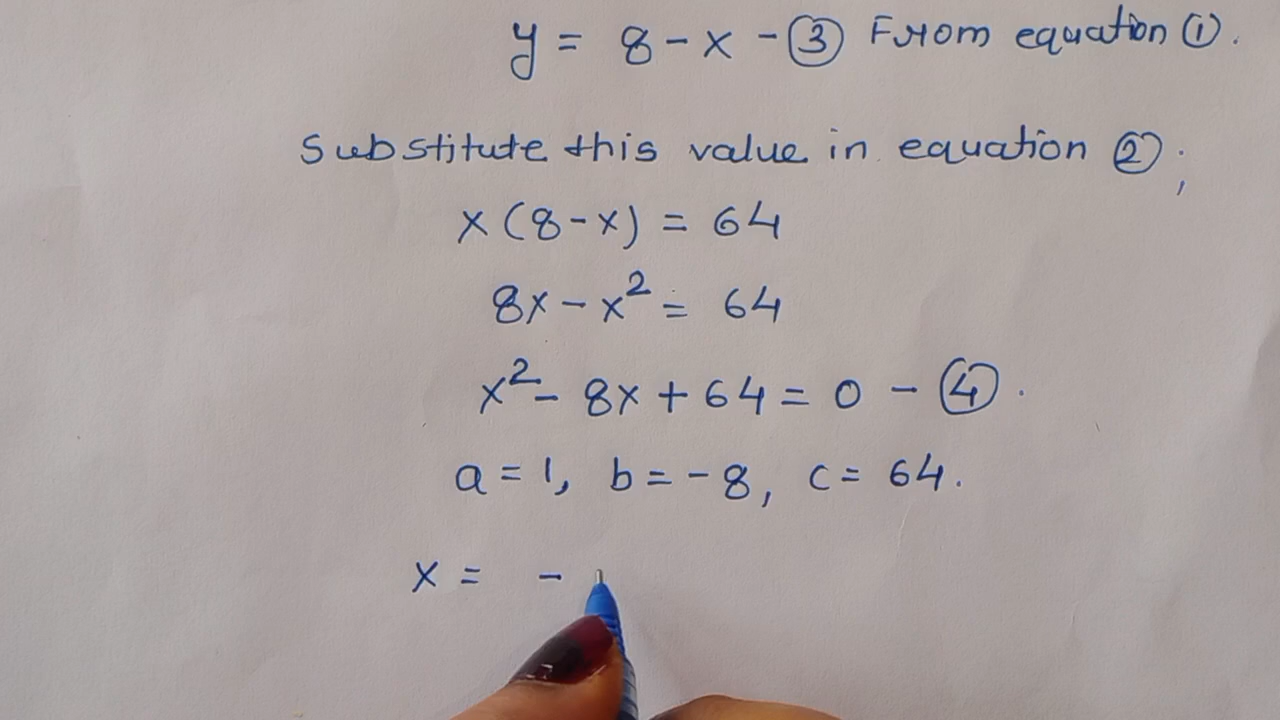 y = 8 - x - ③ From equation ①.
Substitute this value in equation ②;
x (8 - x) = 64
8x - x² = 64
x² - 8x + 64 = 0 - ④.
a = 1, b = -8, c = 64.
x = -